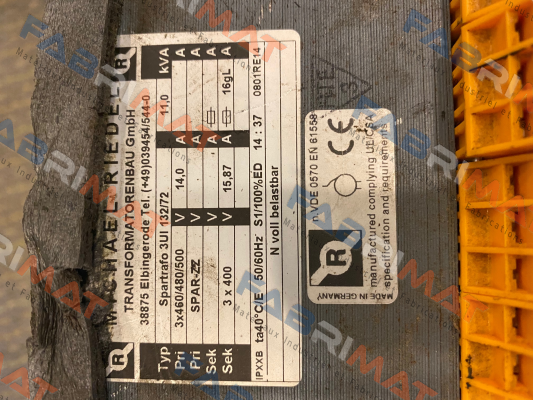 MICHAEL RIEDEL
TRANSFORMATORENBAU GmbH
38875 Elbingerode Tel. (+49)039454/544-0
Typ Spartrafo 3UI 132/72 11,0 kVA
Pri 3x460/480/500 V 14,0 A A
Pri SPAR-ZZ V A A
Sek V A A
Sek 3 x 400 V 15,87 A 16gL A
IPXXB ta40°C/E 50/60Hz S1/100%ED 14 : 37 0801RE14
N voll belastbar
n VDE 0570 EN 61558
CE
manufactured complying UL/CSA
specification and requirements
MADE IN GERMANY
R
FABRIMAT